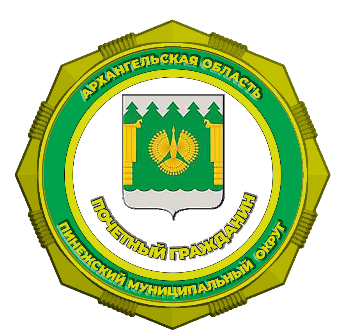 АРХАНГЕЛЬСКАЯ ОБЛАСТЬ
ПОЧЕТНЫЙ ГРАЖДАНИН
ПИНЕЖСКИЙ МУНИЦИПАЛЬНЫЙ ОКРУГ